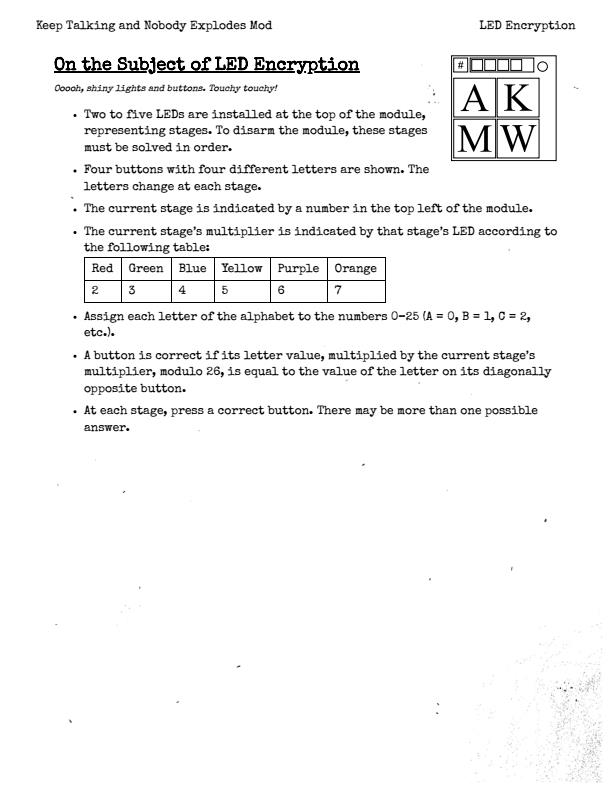 Keep Talking and Nobody Explodes Mod LED Encryption
On the Subject of LED Encryption
Ooooh, shiny lights and buttons. Touchy touchy!
#
A K
M W
• Two to five LEDs are installed at the top of the module,
representing stages. To disarm the module, these stages
must be solved in order.
• Four buttons with four different letters are shown. The
letters change at each stage.
• The current stage is indicated by a number in the top left of the module.
• The current stage's multiplier is indicated by that stage's LED according to
the following table:
Red Green Blue Yellow Purple Orange
2 3 4 5 6 7
• Assign each letter of the alphabet to the numbers 0-25 (A = 0, B = 1, C = 2,
etc.).
• A button is correct if its letter value, multiplied by the current stage's
multiplier, modulo 26, is equal to the value of the letter on its diagonally
opposite button.
• At each stage, press a correct button. There may be more than one possible
answer.